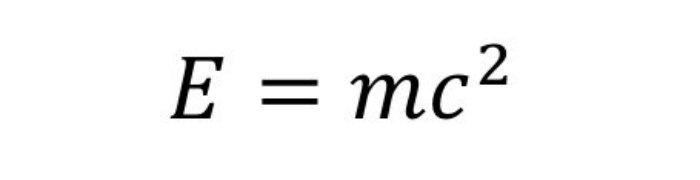 E = mc²